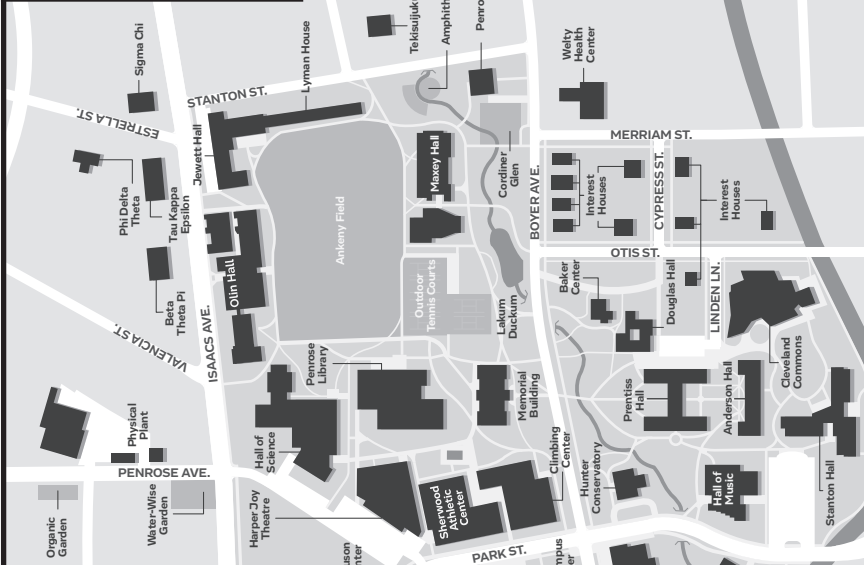 Sigma Chi
Lyman House
Tekisuijuk
Amphith
Penro
Welty
Health
Center
STANTON ST.
ESTRELLA ST.
Jewett Hall
MERRIAM ST.
Maxey Hall
Cordiner
Glen
BOYER AVE.
Interest
Houses
CYPRESS ST.
Interest
Houses
Phi Delta
Theta
Tau Kappa
Epsilon
Ankeny Field
OTIS ST.
Beta
Theta Pi
Olin Hall
Outdoor
Tennis Courts
Lakum
Duckum
Baker
Center
Douglas Hall
LINDEN LN.
VALENCIA ST.
ISAACS AVE.
Penrose
Library
Cleveland
Commons
Memorial
Building
Prentiss
Hall
Anderson Hall
Physical
Plant
Hall of
Science
PENROSE AVE.
Climbing
Center
Hunter
Conservatory
Hall of
Music
Stanton Hall
Organic
Garden
Water-Wise
Garden
Harper Joy
Theatre
Sherwood
Athletic
Center
PARK ST.
uson
nter
mpus
er